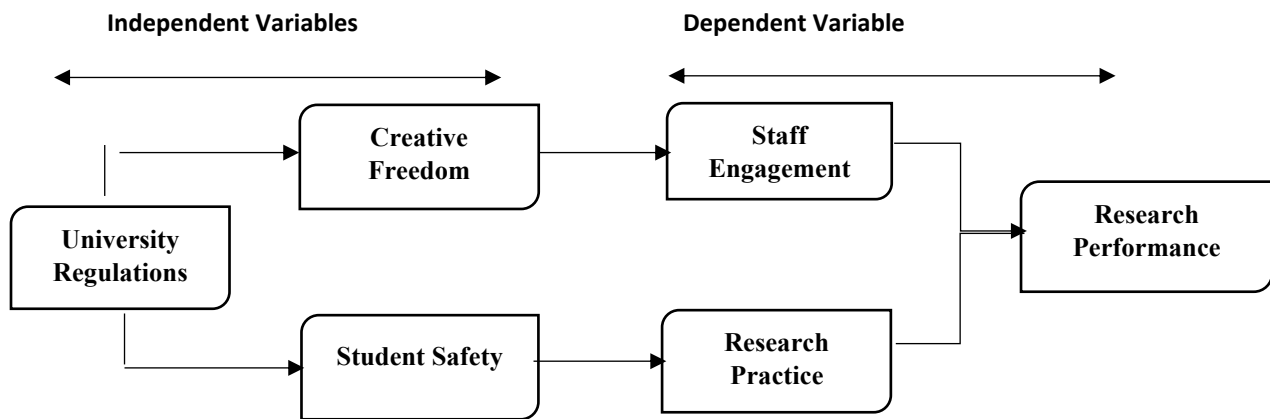 Independent Variables
Dependent Variable
Creative
Freedom
Staff
Engagement
University
Regulations
Research
Performance
Student Safety
Research
Practice